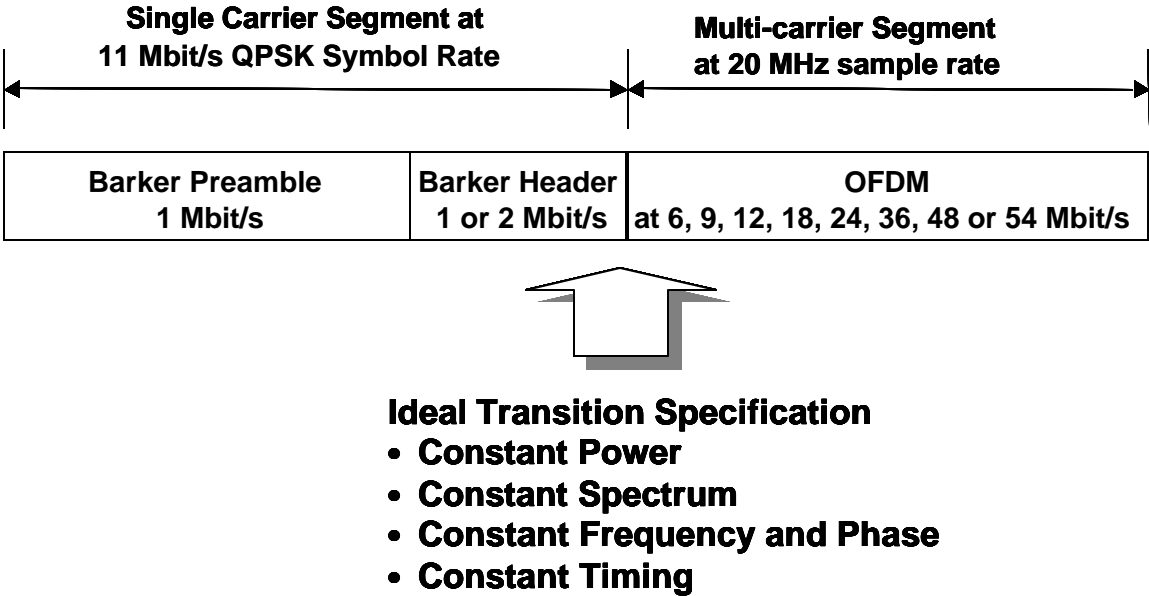 Single Carrier Segment at
11 Mbit/s QPSK Symbol Rate
Multi-carrier Segment
at 20 MHz sample rate
Barker Preamble
1 Mbit/s
Barker Header
1 or 2 Mbit/s
OFDM
at 6, 9, 12, 18, 24, 36, 48 or 54 Mbit/s
Ideal Transition Specification
• Constant Power
• Constant Spectrum
• Constant Frequency and Phase
• Constant Timing